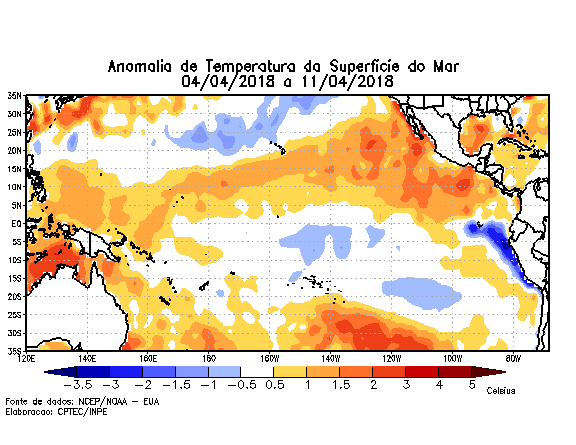 Anomalia de Temperatura da Superficie do Mar
04/04/2018 a 11/04/2018
35N
30N
25N
20N
15N
10N
5N
EQ
5S
10S
15S
20S
25S
30S
35S
120E 140E 160E 180 160W 140W 120W 100W 80W
-3.5 -3 -2 -1.5 -1 -0.5 0.5 1 2 3 4 5
Celsius
Fonte de dados: NCEP/NOAA - EUA
Elaboracao: CPTEC/INPE